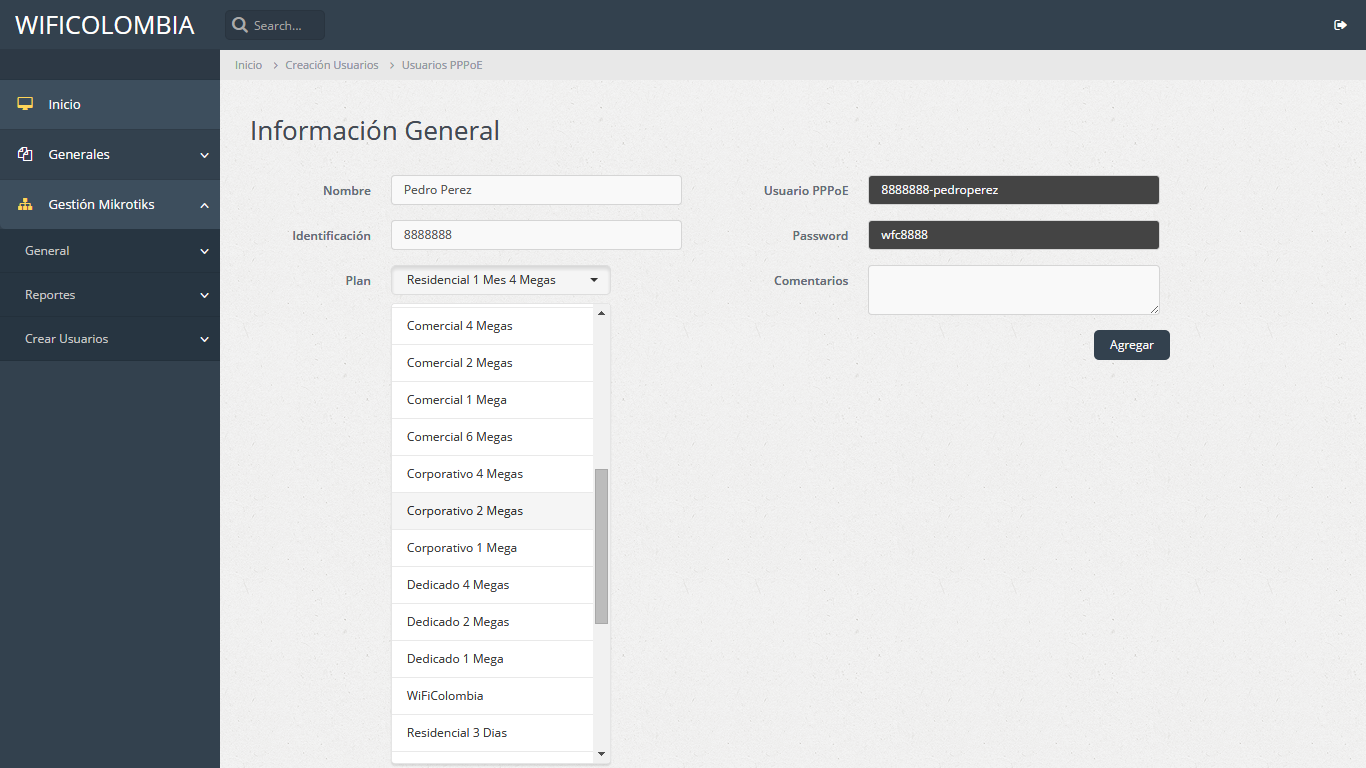 WIFICOLOMBIA
Search...
Inicio > Creación Usuarios > Usuarios PPPoE
Inicio
Generales
Gestión Mikrotiks
General
Reportes
Crear Usuarios
Información General
Nombre Pedro Perez
Usuario PPPoE 8888888-pedroperez
Identificación 8888888
Password wfc8888
Plan Residencial 1 Mes 4 Megas
Comentarios
Agregar
Comercial 4 Megas
Comercial 2 Megas
Comercial 1 Mega
Comercial 6 Megas
Corporativo 4 Megas
Corporativo 2 Megas
Corporativo 1 Mega
Dedicado 4 Megas
Dedicado 2 Megas
Dedicado 1 Mega
WiFiColombia
Residencial 3 Dias